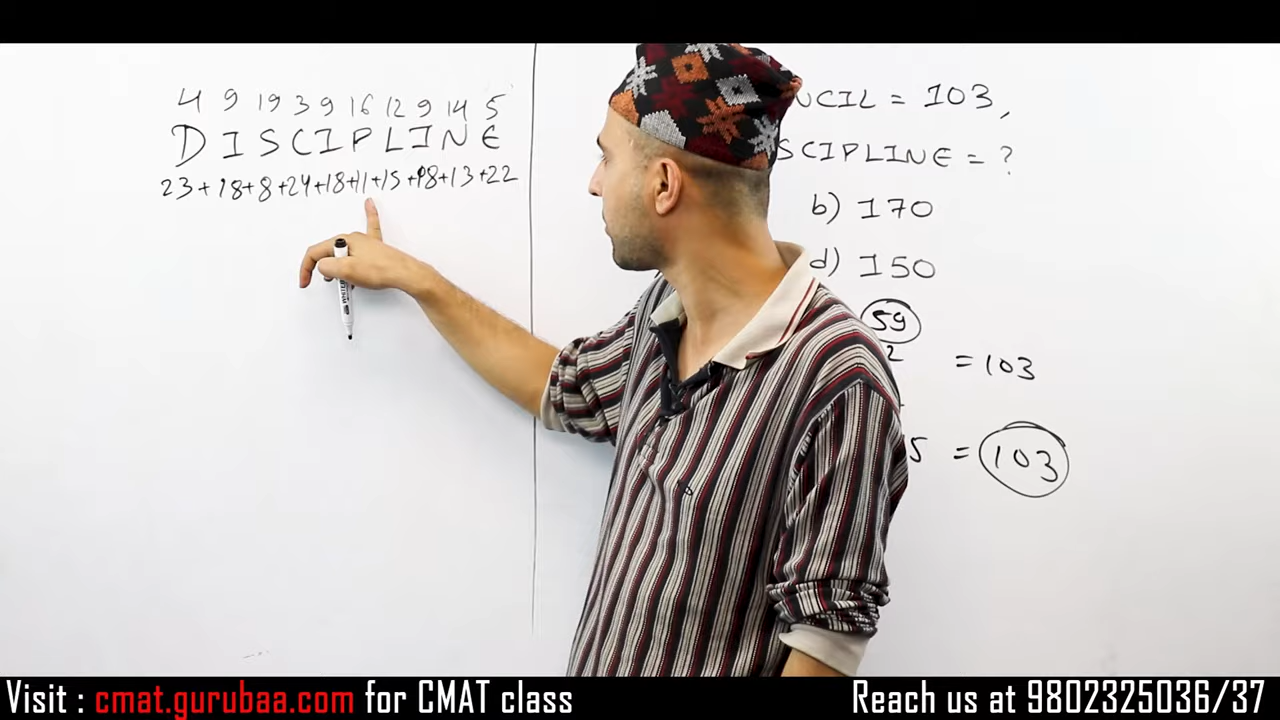 4 9 19 3 9 16 12 9 14 5
DISCIPLINE
23+18+8+24+18+11+15+18+13+22
NCIL = 103,
SCIPLINE = ?
b) 170
d) 150
59
2 = 103
5 = 103
Visit : cmat.gurubaa.com for CMAT class
Reach us at 9802325036/37